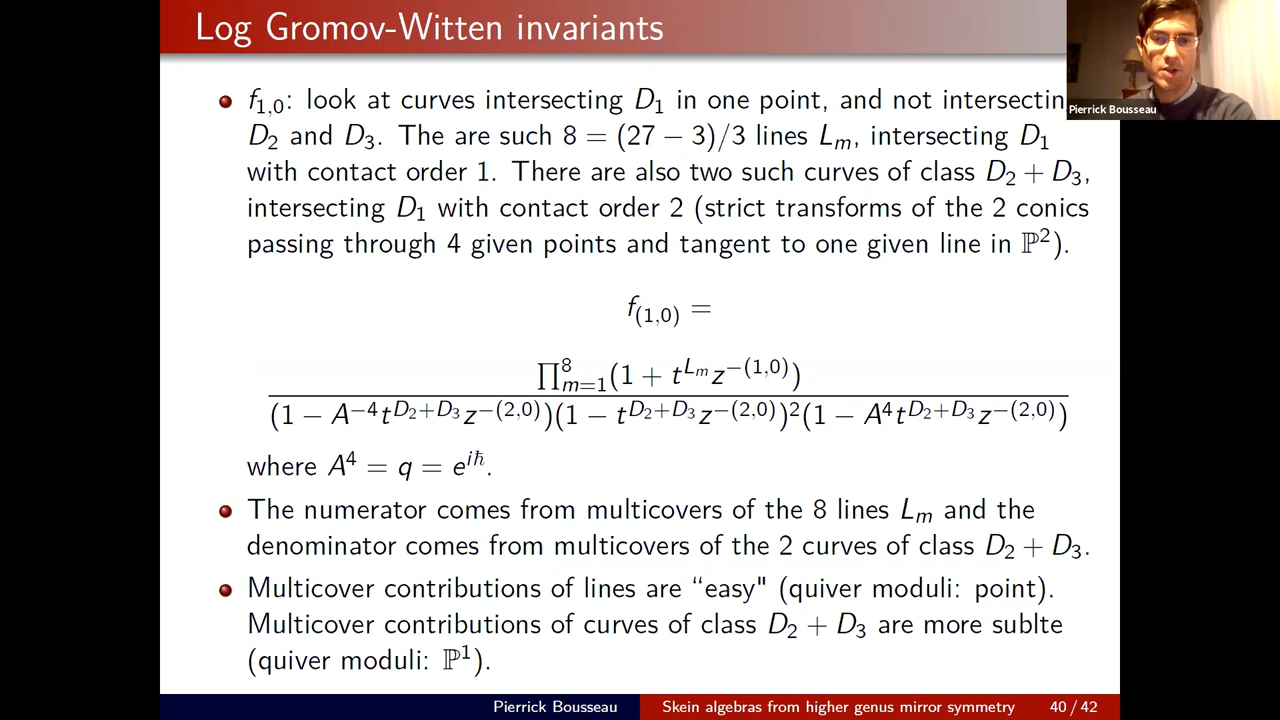 Log Gromov-Witten invariants
Pierrick Bousseau
f_{1,0}: look at curves intersecting D_1 in one point, and not intersectin
D_2 and D_3. The are such 8 = (27 − 3)/3 lines L_m, intersecting D_1
with contact order 1. There are also two such curves of class D_2 + D_3,
intersecting D_1 with contact order 2 (strict transforms of the 2 conics
passing through 4 given points and tangent to one given line in ℙ^2).
f_{(1,0)} =
∏_{m=1}^{8}(1 + t^{L_m} z^{−(1,0)})
(1 − A^{−4}t^{D_2+D_3}z^{−(2,0)})(1 − t^{D_2+D_3}z^{−(2,0)})^2(1 − A^4t^{D_2+D_3}z^{−(2,0)})
where A^4 = q = e^{iℏ}.
The numerator comes from multicovers of the 8 lines L_m and the
denominator comes from multicovers of the 2 curves of class D_2 + D_3.
Multicover contributions of lines are “easy" (quiver moduli: point).
Multicover contributions of curves of class D_2 + D_3 are more sublte
(quiver moduli: ℙ^1).
Pierrick Bousseau Skein algebras from higher genus mirror symmetry 40 / 42